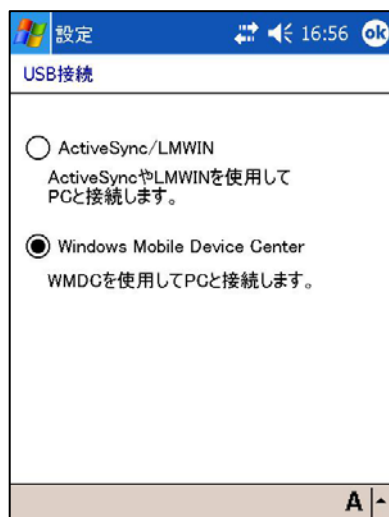 設定 16:56 ok
USB接続
ActiveSync/LMWIN
ActiveSyncやLMWINを使用して
PCと接続します。
Windows Mobile Device Center
WMDCを使用してPCと接続します。
A